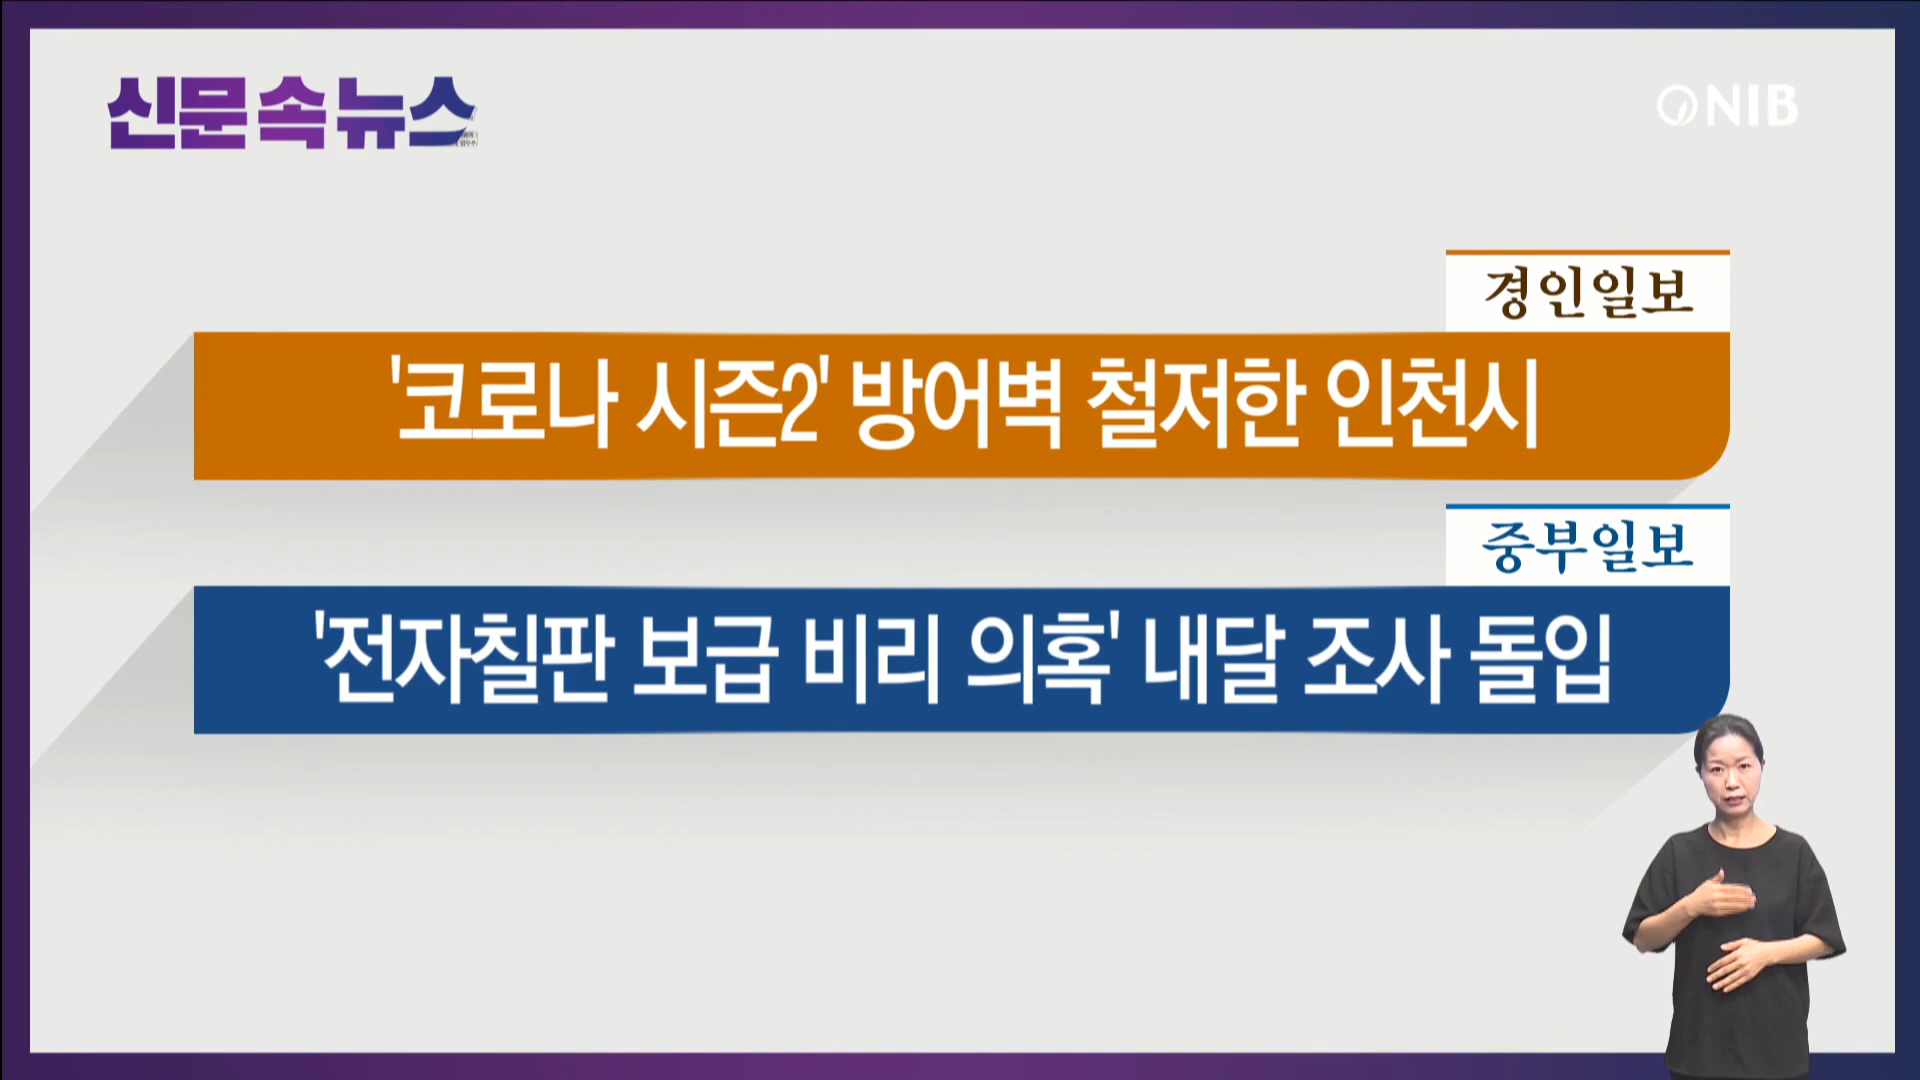 신문 속 뉴스
NIB
경인일보
'코로나 시즌2' 방어벽 철저한 인천시
중부일보
'전자칠판 보급 비리 의혹' 내달 조사 돌입